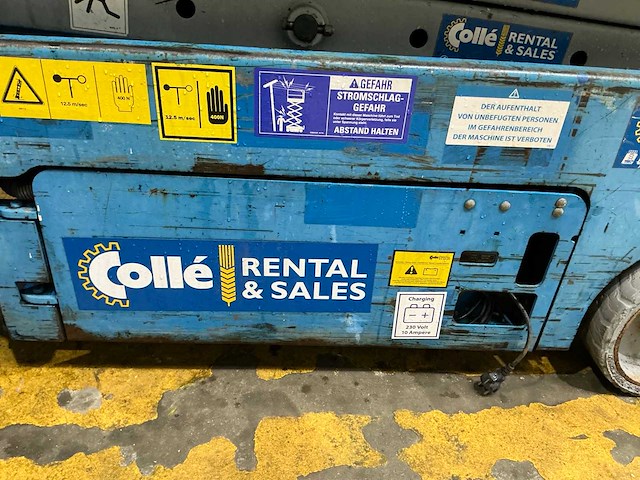 Collé RENTAL
& SALES
12.5 m/sec
400 N
12.5 m/sec
400N
GEFAHR
STROMSCHLAG-
GEFAHR
ABSTAND HALTEN
DER AUFENTHALT
VON UNBEFUGTEN PERSONEN
IM GEFAHRENBEREICH
DER MASCHINE IST VERBOTEN
Collé RENTAL
& SALES
Charging
230 Volt
10 Ampere